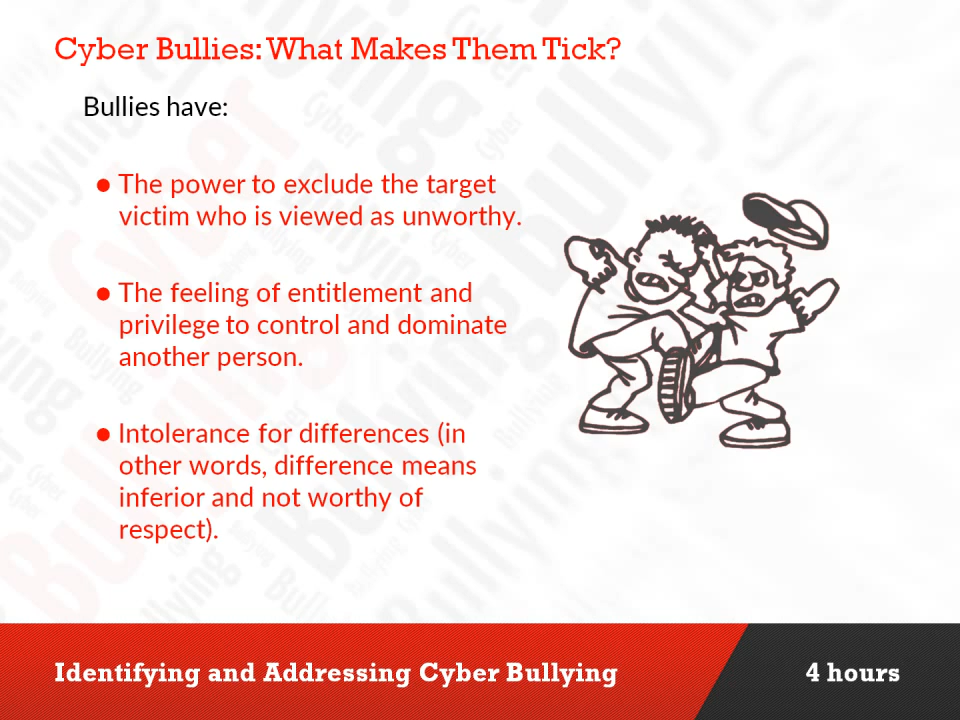 Cyber Bullies: What Makes Them Tick?
Bullies have:
● The power to exclude the target
victim who is viewed as unworthy.
● The feeling of entitlement and
privilege to control and dominate
another person.
● Intolerance for differences (in
other words, difference means
inferior and not worthy of
respect).
Identifying and Addressing Cyber Bullying
4 hours